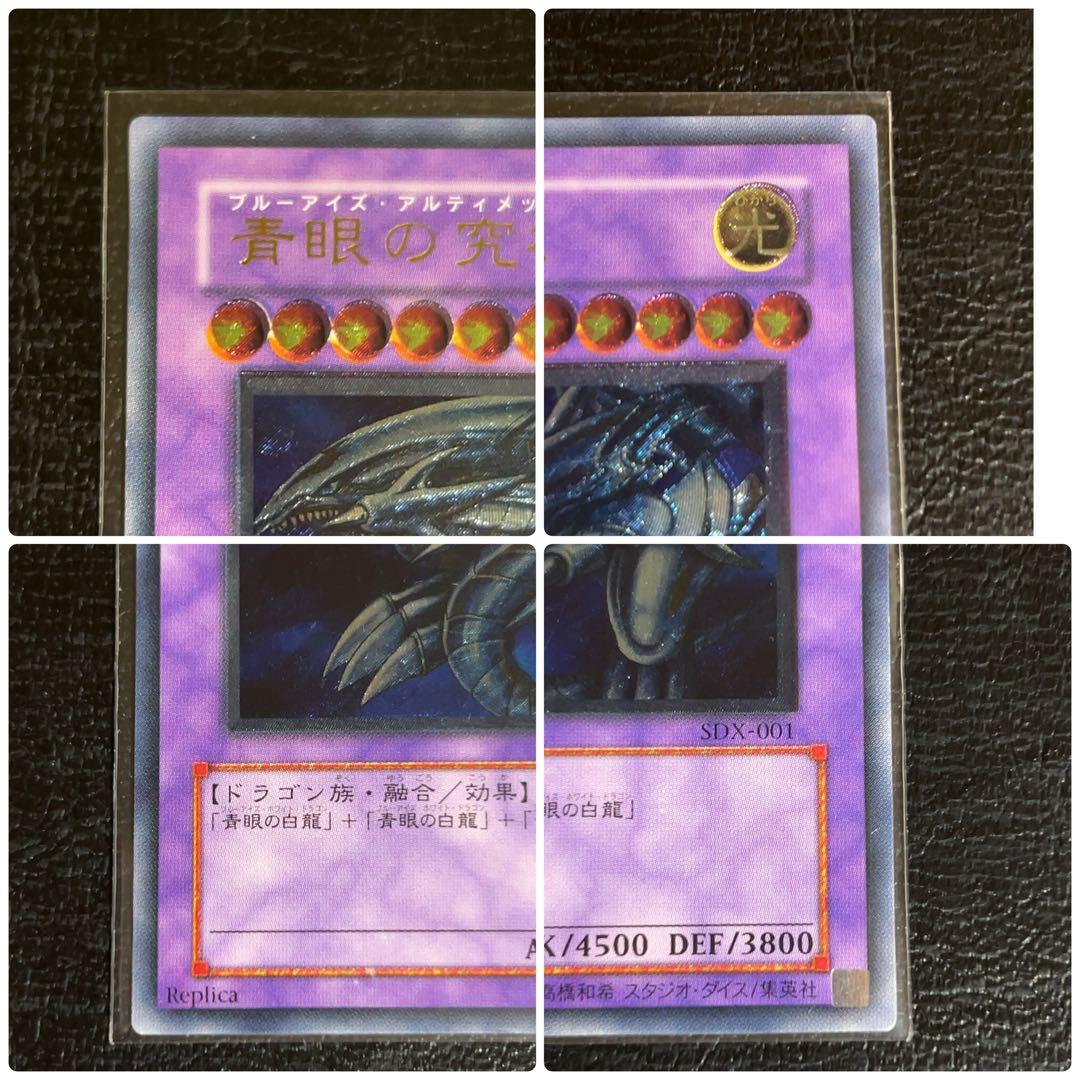 ブルーアイズ・アルティメッ
青眼の究
ひかり
光
SDX-001
【ドラゴン族・融合/効果】
「青眼の白龍」+「青眼の白龍」+「
眼の白龍」
K/4500 DEF/3800
Replica
高橋和希 スタジオ・ダイス/集英社